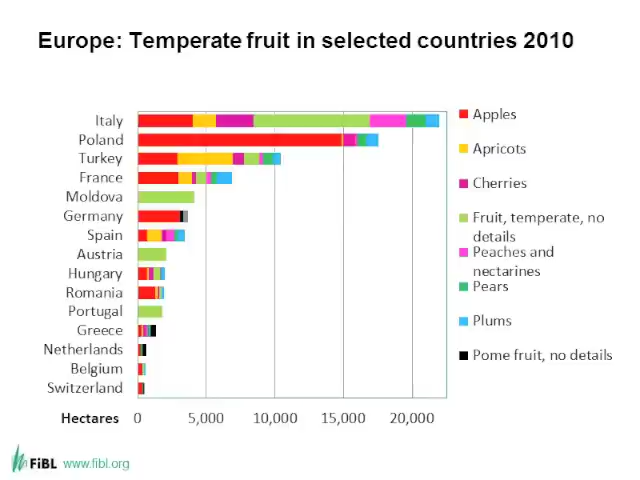 Europe: Temperate fruit in selected countries 2010
Italy
Poland
Turkey
France
Moldova
Germany
Spain
Austria
Hungary
Romania
Portugal
Greece
Netherlands
Belgium
Switzerland
Hectares 0 5,000 10,000 15,000 20,000
Apples
Apricots
Cherries
Fruit, temperate, no
details
Peaches and
nectarines
Pears
Plums
Pome fruit, no details
FiBL www.fibl.org